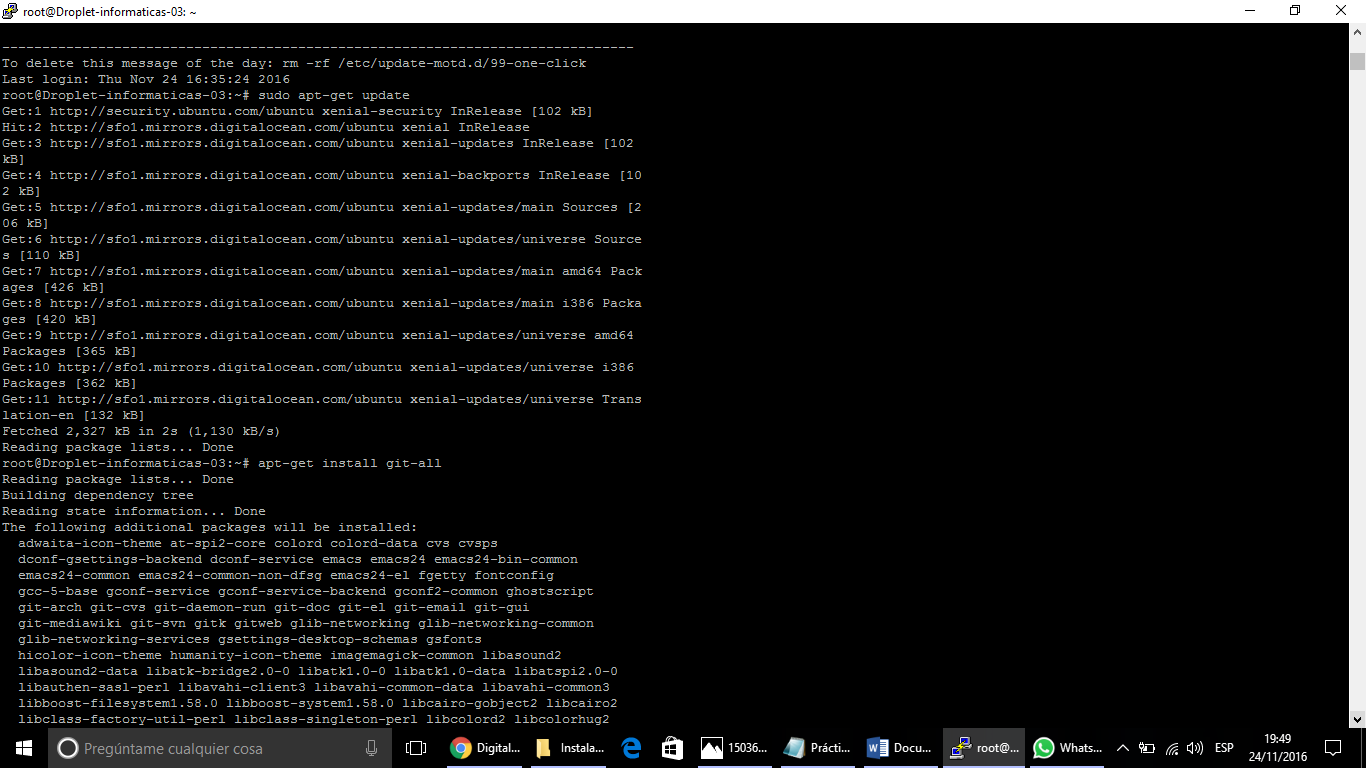 root@Droplet-informaticas-03: ~
-------------------------------------------------------------------------------
To delete this message of the day: rm -rf /etc/update-motd.d/99-one-click
Last login: Thu Nov 24 16:35:24 2016
root@Droplet-informaticas-03:~# sudo apt-get update
Get:1 http://security.ubuntu.com/ubuntu xenial-security InRelease [102 kB]
Hit:2 http://sfo1.mirrors.digitalocean.com/ubuntu xenial InRelease
Get:3 http://sfo1.mirrors.digitalocean.com/ubuntu xenial-updates InRelease [102
kB]
Get:4 http://sfo1.mirrors.digitalocean.com/ubuntu xenial-backports InRelease [10
2 kB]
Get:5 http://sfo1.mirrors.digitalocean.com/ubuntu xenial-updates/main Sources [2
06 kB]
Get:6 http://sfo1.mirrors.digitalocean.com/ubuntu xenial-updates/universe Source
s [110 kB]
Get:7 http://sfo1.mirrors.digitalocean.com/ubuntu xenial-updates/main amd64 Pack
ages [426 kB]
Get:8 http://sfo1.mirrors.digitalocean.com/ubuntu xenial-updates/main i386 Packa
ges [420 kB]
Get:9 http://sfo1.mirrors.digitalocean.com/ubuntu xenial-updates/universe amd64
Packages [365 kB]
Get:10 http://sfo1.mirrors.digitalocean.com/ubuntu xenial-updates/universe i386
Packages [362 kB]
Get:11 http://sfo1.mirrors.digitalocean.com/ubuntu xenial-updates/universe Trans
lation-en [132 kB]
Fetched 2,327 kB in 2s (1,130 kB/s)
Reading package lists... Done
root@Droplet-informaticas-03:~# apt-get install git-all
Reading package lists... Done
Building dependency tree
Reading state information... Done
The following additional packages will be installed:
adwaita-icon-theme at-spi2-core colord colord-data cvs cvsps
dconf-gsettings-backend dconf-service emacs emacs24 emacs24-bin-common
emacs24-common emacs24-common-non-dfsg emacs24-el fgetty fontconfig
gcc-5-base gconf-service gconf-service-backend gconf2-common ghostscript
git-arch git-cvs git-daemon-run git-doc git-el git-email git-gui
git-mediawiki git-svn gitk gitweb glib-networking glib-networking-common
glib-networking-services gsettings-desktop-schemas gsfonts
hicolor-icon-theme humanity-icon-theme imagemagick-common libasound2
libasound2-data libatk-bridge2.0-0 libatk1.0-0 libatk1.0-data libatspi2.0-0
libauthen-sasl-perl libavahi-client3 libavahi-common-data libavahi-common3
libboost-filesystem1.58.0 libboost-system1.58.0 libcairo-gobject2 libcairo2
libclass-factory-util-perl libclass-singleton-perl libcolord2 libcolorhug2
Pregúntame cualquier cosa
Digital...
Instala...
15036...
Prácti...
Docu...
root@...
Whats...
ESP
19:49
24/11/2016